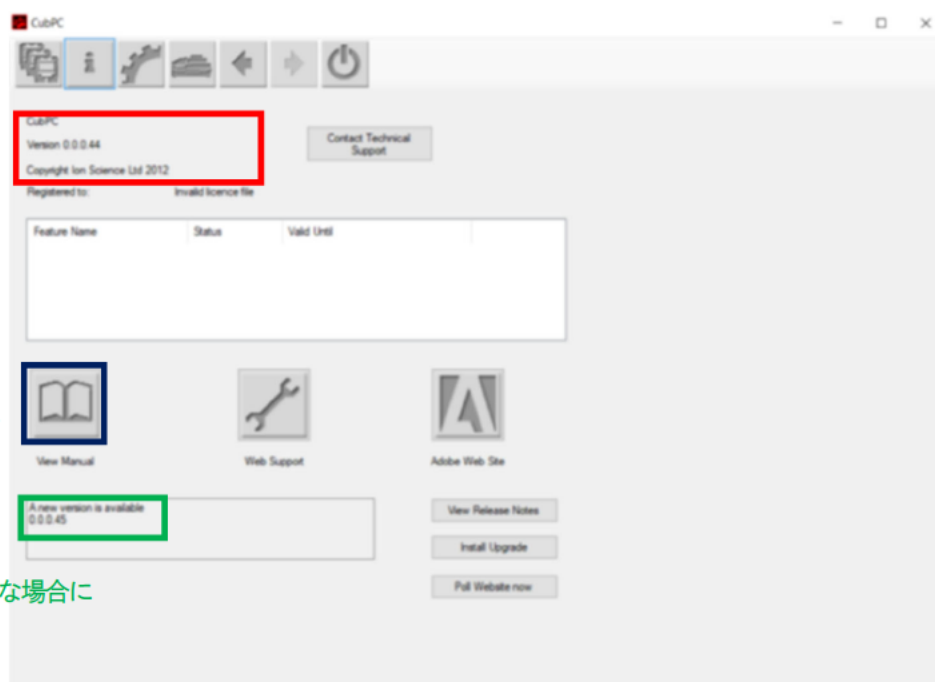 CubPC
CubPC
Version 0.0.0.44
Copyright Ion Science Ltd 2012
Contact Technical
Support
Registered to: Invalid licence file
Feature Name Status Valid Until
View Manual Web Support Adobe Web Site
A new version is available
0.0.0.45
View Release Notes
Install Upgrade
Poll Website now
な場合に